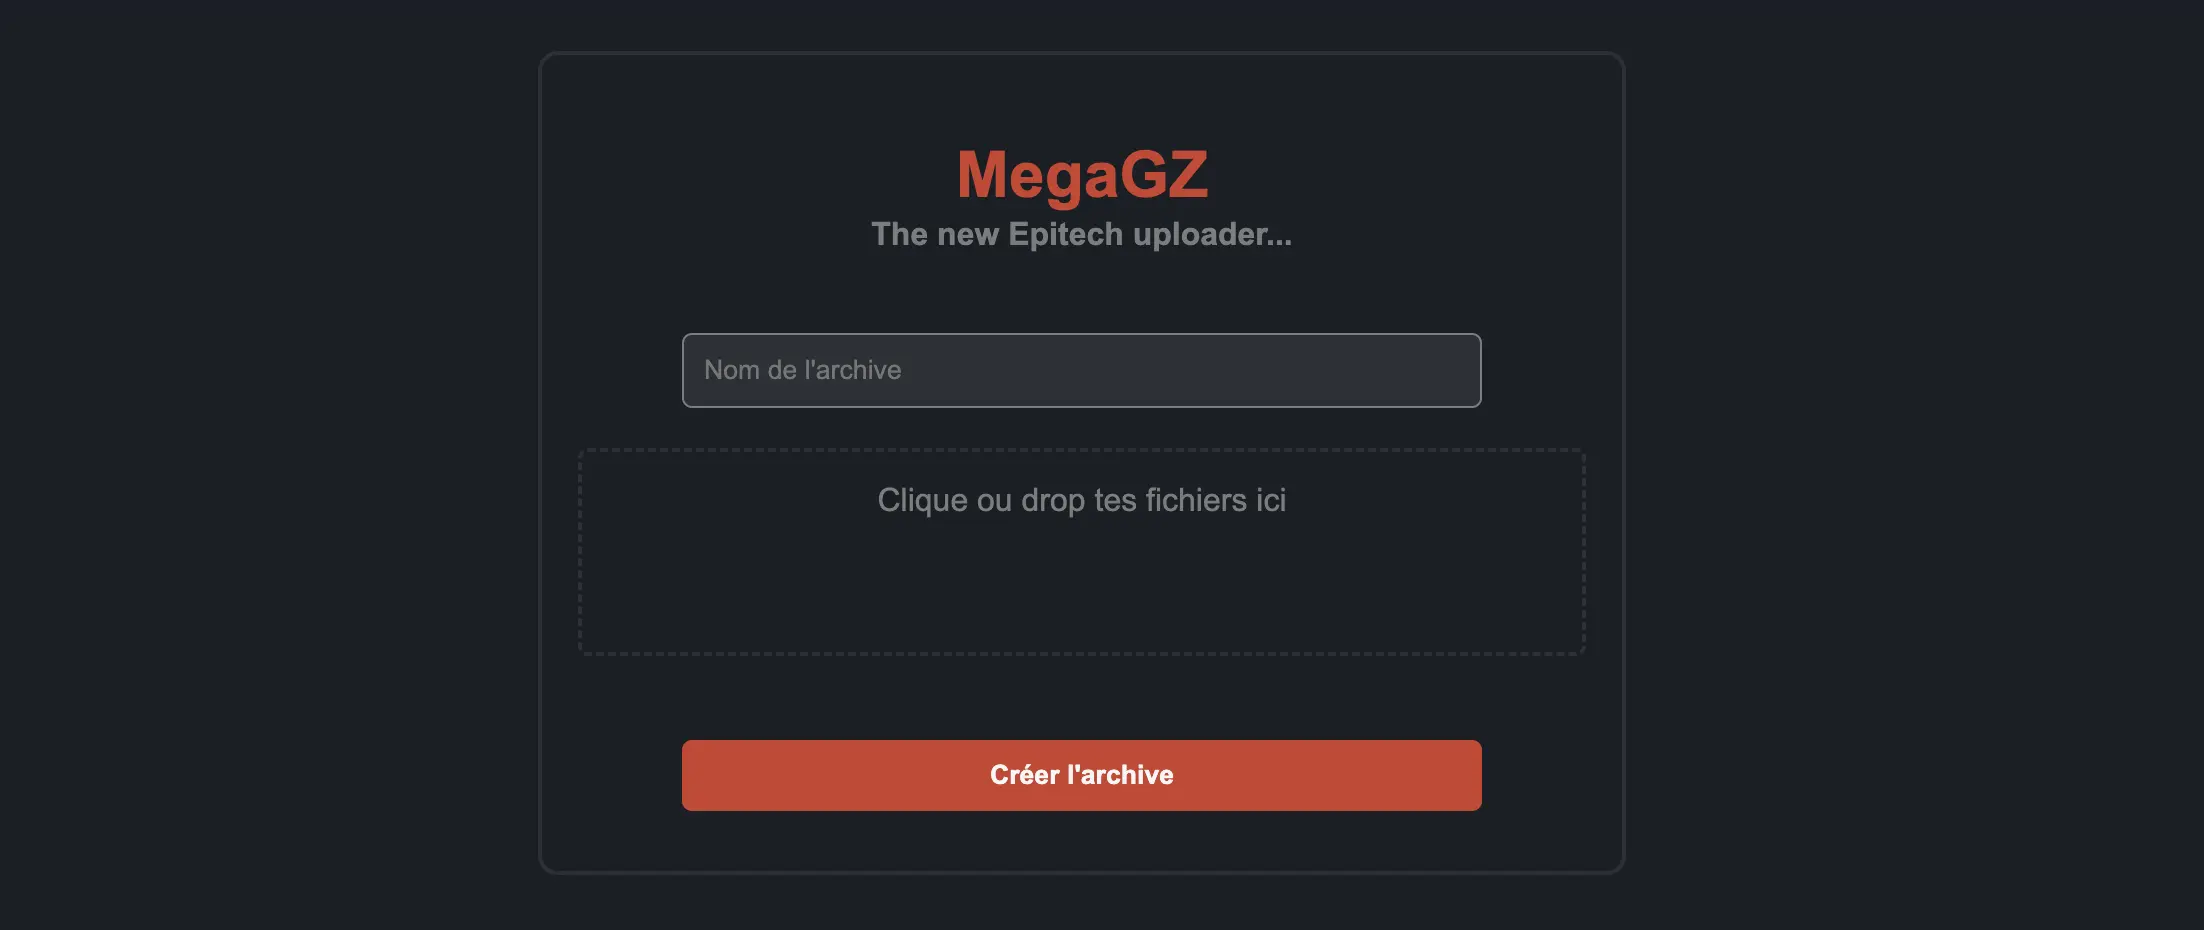 MegaGZ
The new Epitech uploader...
Nom de l'archive
Clique ou drop tes fichiers ici
Créer l'archive